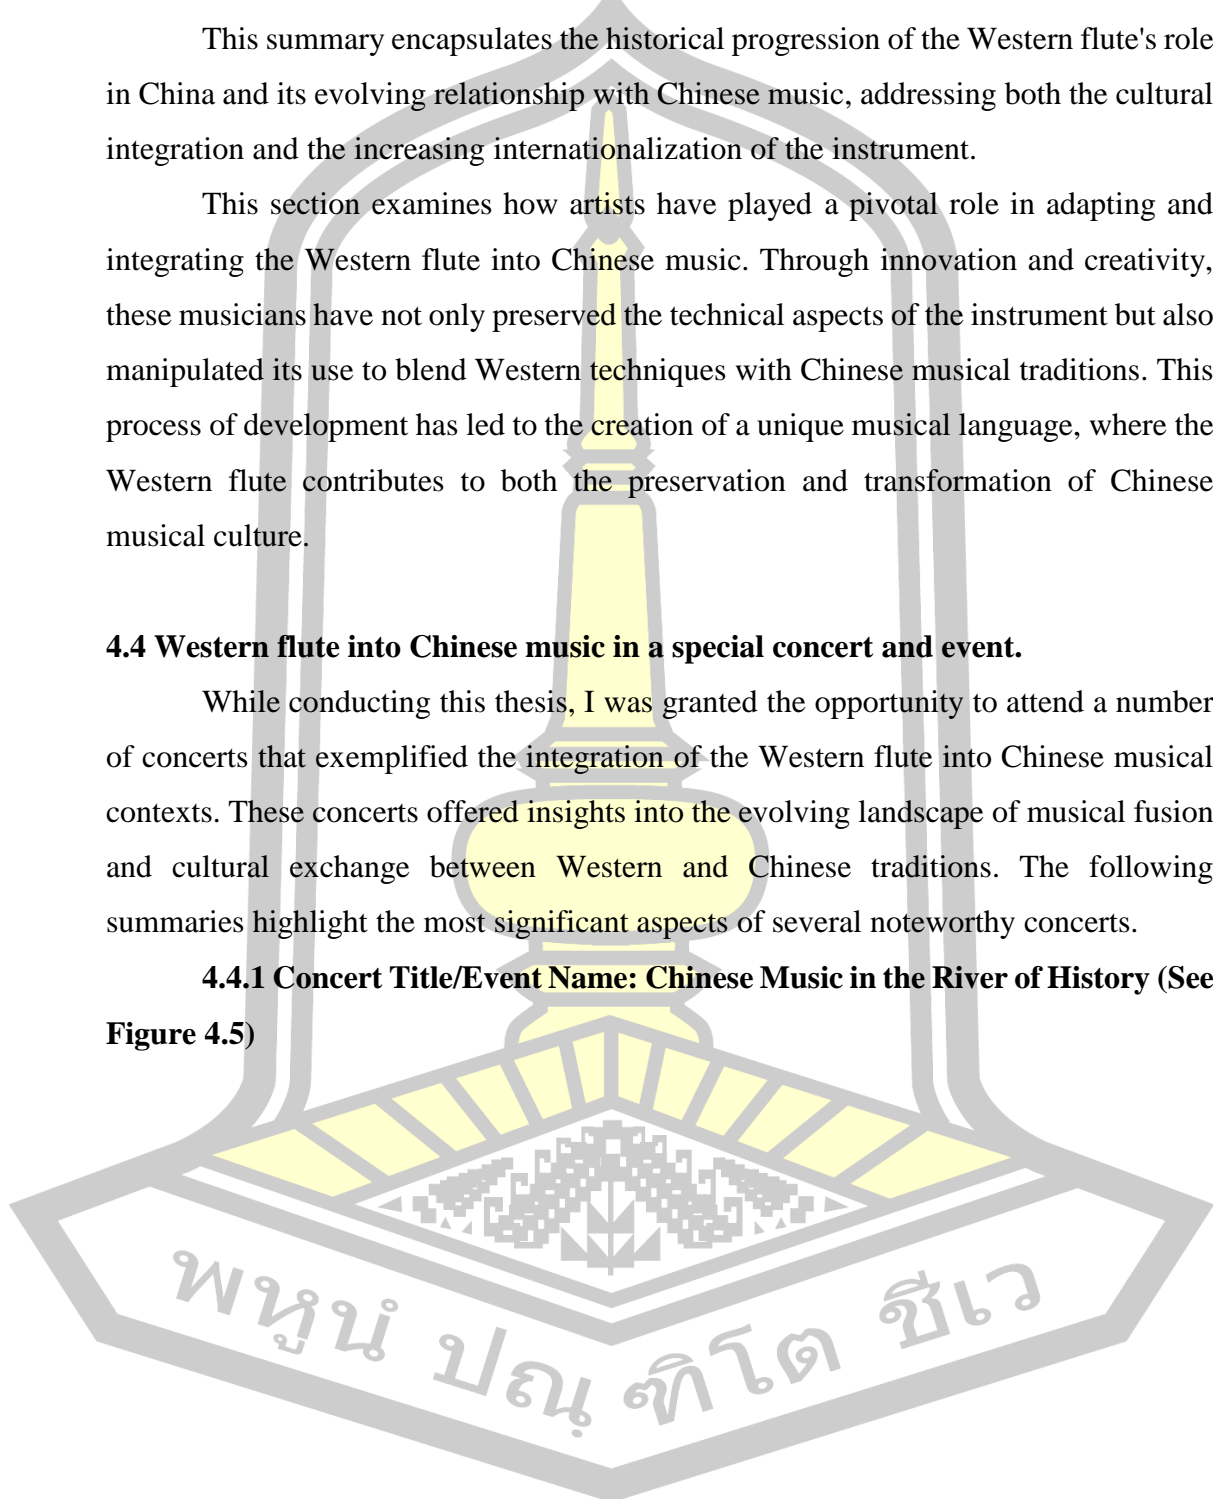 This summary encapsulates the historical progression of the Western flute's role
in China and its evolving relationship with Chinese music, addressing both the cultural
integration and the increasing internationalization of the instrument.
This section examines how artists have played a pivotal role in adapting and
integrating the Western flute into Chinese music. Through innovation and creativity,
these musicians have not only preserved the technical aspects of the instrument but also
manipulated its use to blend Western techniques with Chinese musical traditions. This
process of development has led to the creation of a unique musical language, where the
Western flute contributes to both the preservation and transformation of Chinese
musical culture.
4.4 Western flute into Chinese music in a special concert and event.
While conducting this thesis, I was granted the opportunity to attend a number
of concerts that exemplified the integration of the Western flute into Chinese musical
contexts. These concerts offered insights into the evolving landscape of musical fusion
and cultural exchange between Western and Chinese traditions. The following
summaries highlight the most significant aspects of several noteworthy concerts.
4.4.1 Concert Title/Event Name: Chinese Music in the River of History (See
Figure 4.5)
พหูนํ ปณฺฑิโต ชีเว